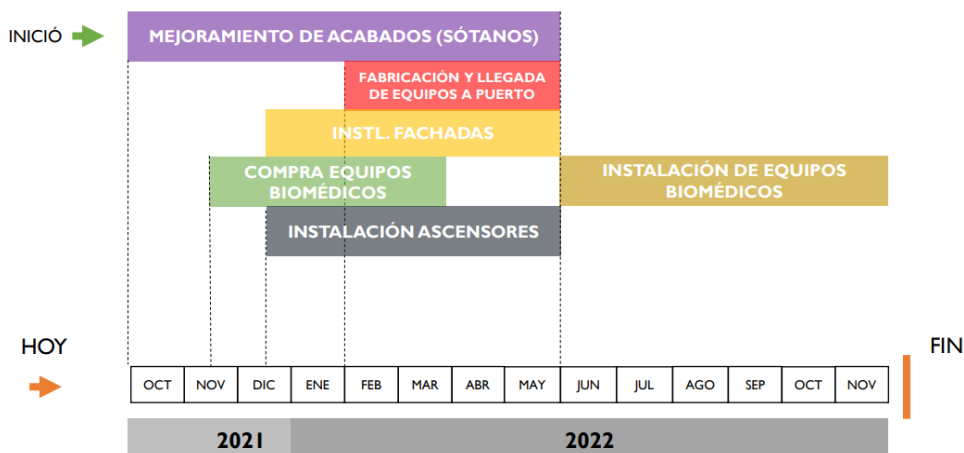 INICIÓ
MEJORAMIENTO DE ACABADOS (SÓTANOS)
FABRICACIÓN Y LLEGADA
DE EQUIPOS A PUERTO
INSTL. FACHADAS
COMPRA EQUIPOS
BIOMÉDICOS
INSTALACIÓN DE EQUIPOS
BIOMÉDICOS
INSTALACIÓN ASCENSORES
HOY
FIN
OCT NOV DIC ENE FEB MAR ABR MAY JUN JUL AGO SEP OCT NOV
2021 2022